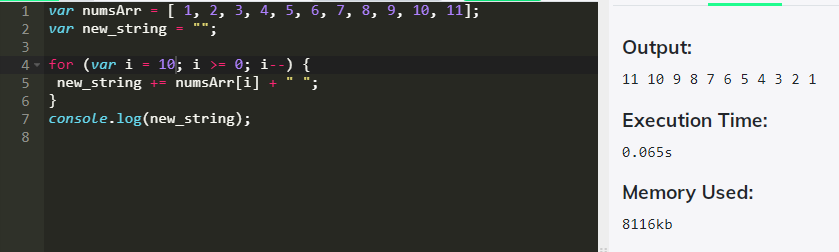 1 var numsArr = [ 1, 2, 3, 4, 5, 6, 7, 8, 9, 10, 11];
2 var new_string = "";
3
4 for (var i = 10; i >= 0; i--) {
5 new_string += numsArr[i] + " ";
6 }
7 console.log(new_string);
8
Output:
11 10 9 8 7 6 5 4 3 2 1
Execution Time:
0.065s
Memory Used:
8116kb